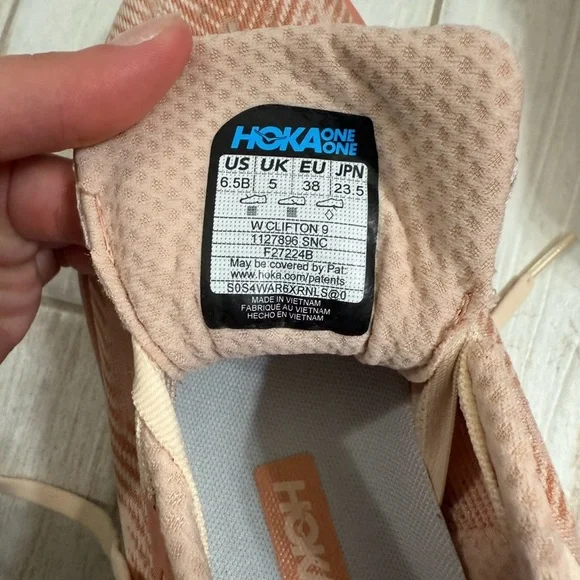 HOKA ONE ONE
US UK EU JPN
6.5B 5 38 23.5
W CLIFTON 9
1127896 SNC
F27224B
May be covered by Pat:
www.hoka.com/patents
S0S4WAR6XRNLS@0
MADE IN VIETNAM
FABRIQUÉ AU VIETNAM
HECHO EN VIETNAM
HOKA